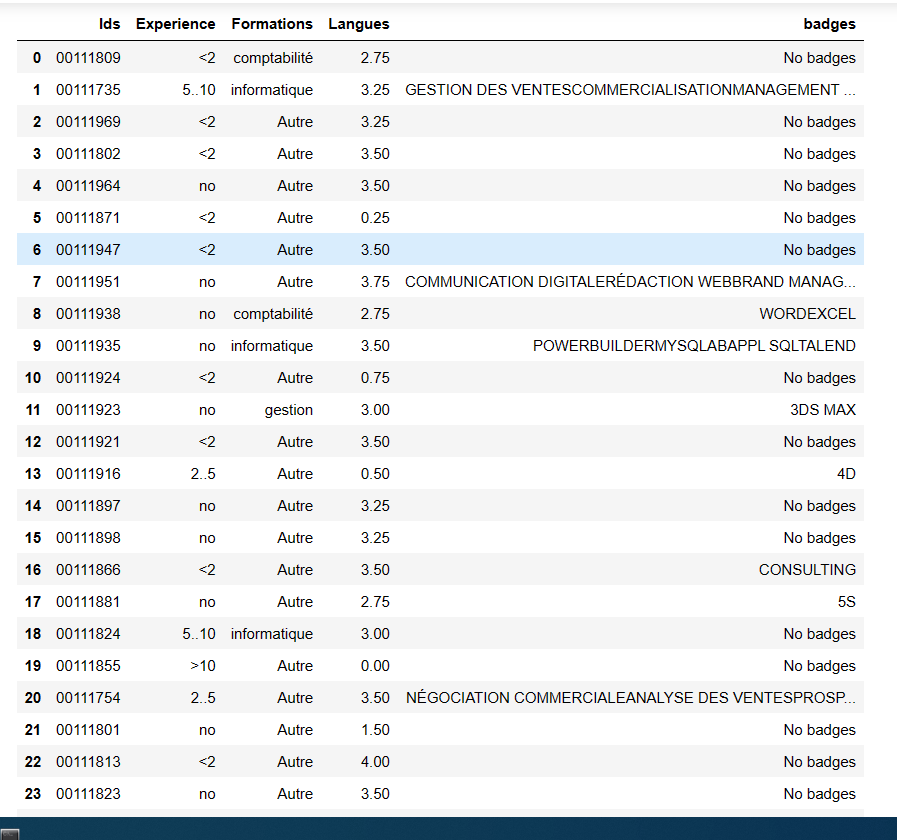 Ids Experience Formations Langues badges
0 00111809 <2 comptabilité 2.75 No badges
1 00111735 5..10 informatique 3.25 GESTION DES VENTESCOMMERCIALISATIONMANAGEMENT ...
2 00111969 <2 Autre 3.25 No badges
3 00111802 <2 Autre 3.50 No badges
4 00111964 no Autre 3.50 No badges
5 00111871 <2 Autre 0.25 No badges
6 00111947 <2 Autre 3.50 No badges
7 00111951 no Autre 3.75 COMMUNICATION DIGITALERÉDACTION WEBBRAND MANAG...
8 00111938 no comptabilité 2.75 WORDEXCEL
9 00111935 no informatique 3.50 POWERBUILDERMYSQLABAPPL SQLTALEND
10 00111924 <2 Autre 0.75 No badges
11 00111923 no gestion 3.00 3DS MAX
12 00111921 <2 Autre 3.50 No badges
13 00111916 2..5 Autre 0.50 4D
14 00111897 no Autre 3.25 No badges
15 00111898 no Autre 3.25 No badges
16 00111866 <2 Autre 3.50 CONSULTING
17 00111881 no Autre 2.75 5S
18 00111824 5..10 informatique 3.00 No badges
19 00111855 >10 Autre 0.00 No badges
20 00111754 2..5 Autre 3.50 NÉGOCIATION COMMERCIALEANALYSE DES VENTESPROSP...
21 00111801 no Autre 1.50 No badges
22 00111813 <2 Autre 4.00 No badges
23 00111823 no Autre 3.50 No badges